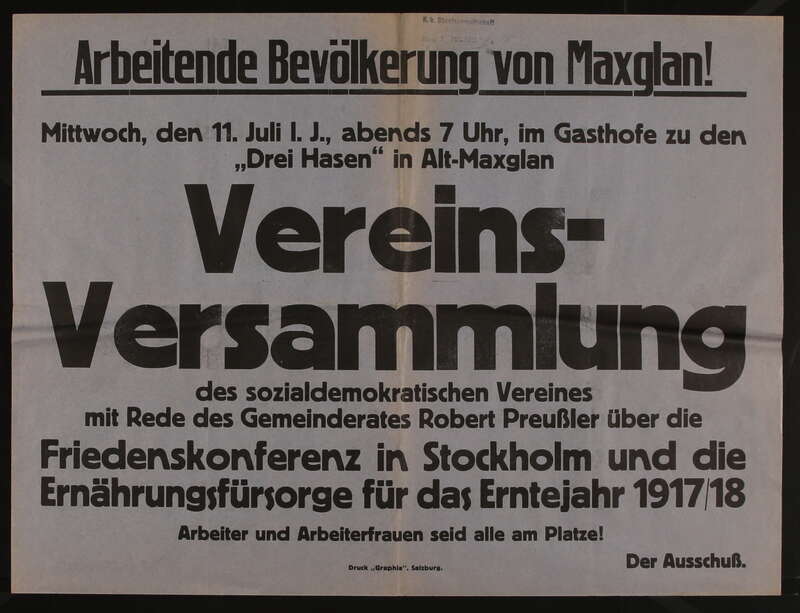 K. k. Staatsanwaltschaft
Arbeitende Bevölkerung von Maxglan!
Mittwoch, den 11. Juli l. J., abends 7 Uhr, im Gasthofe zu den
„Drei Hasen“ in Alt-Maxglan
Vereins-
Versammlung
des sozialdemokratischen Vereines
mit Rede des Gemeinderates Robert Preußler über die
Friedenskonferenz in Stockholm und die
Ernährungsfürsorge für das Erntejahr 1917/18
Arbeiter und Arbeiterfrauen seid alle am Platze!
Der Ausschuß.
Druck „Graphia“, Salzburg.